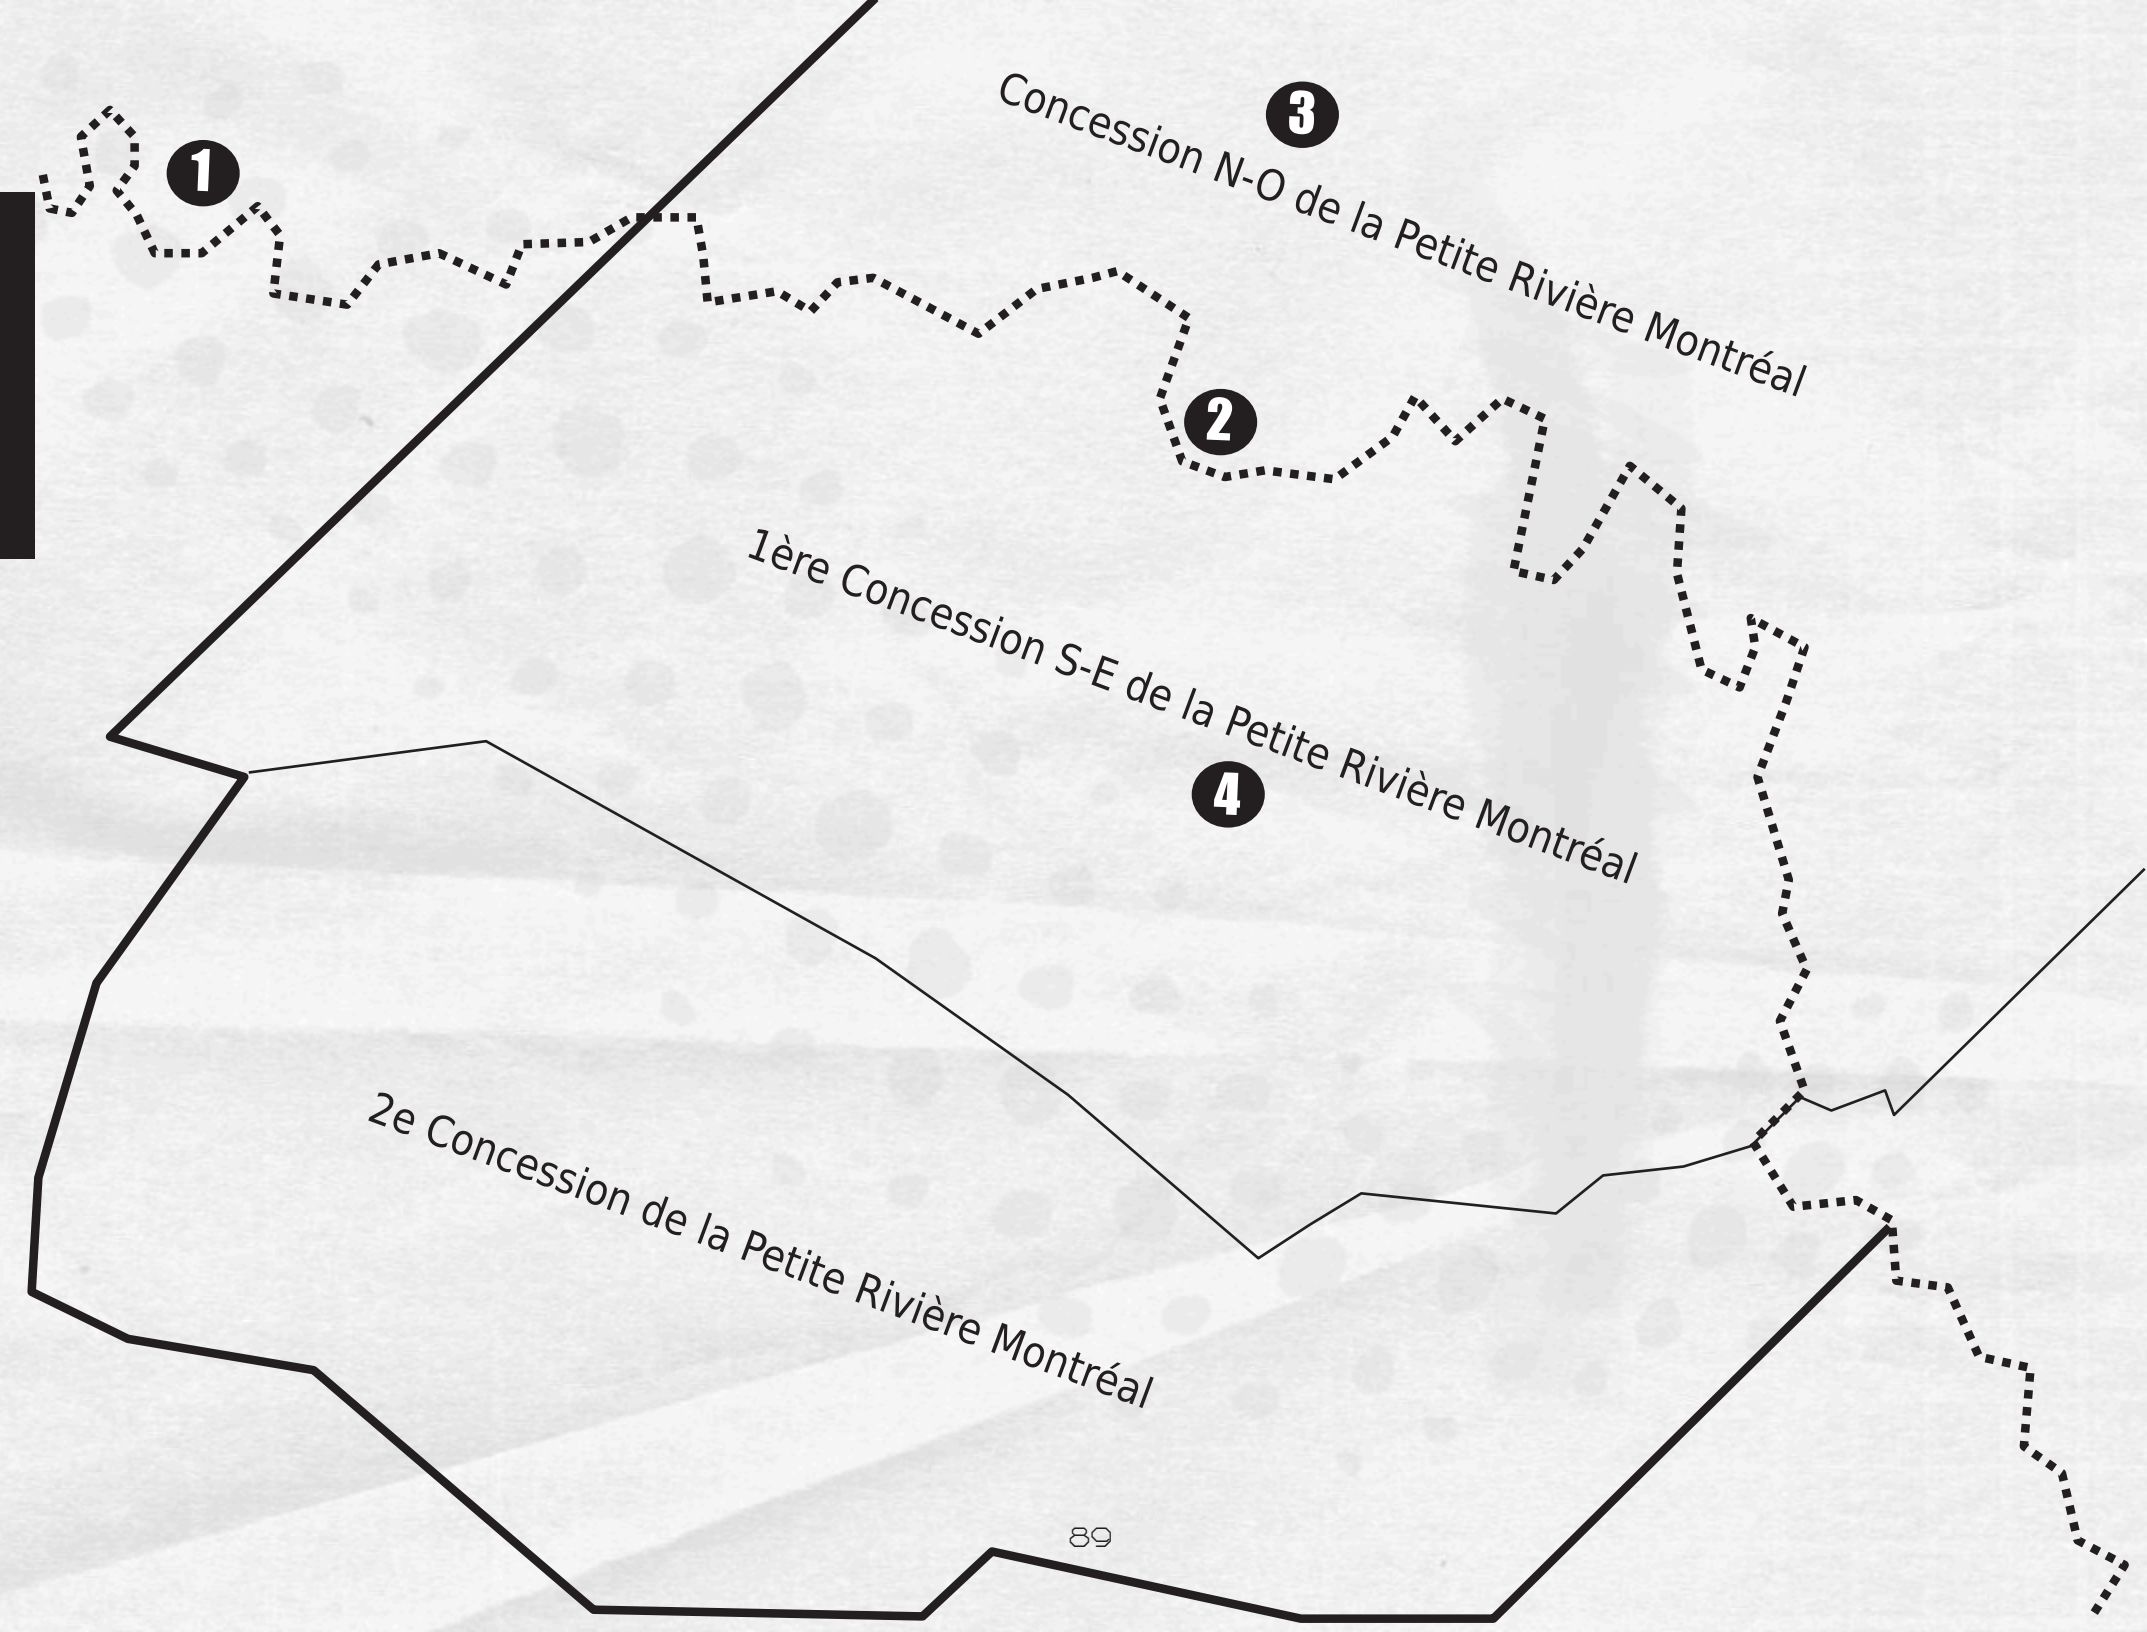 3
Concession N-O de la Petite Rivière Montréal
1
2
1ère Concession S-E de la Petite Rivière Montréal
4
2e Concession de la Petite Rivière Montréal
89